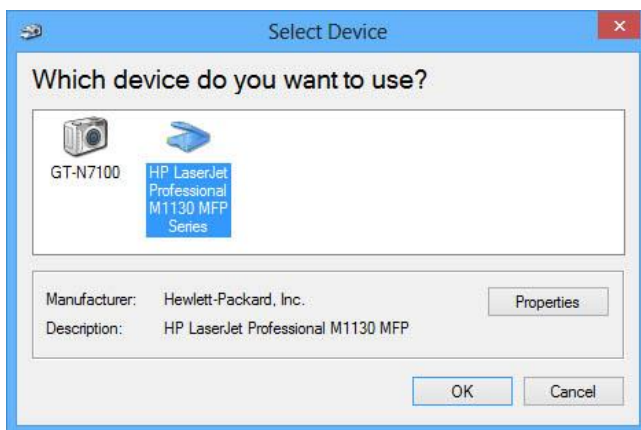 Select Device
Which device do you want to use?
GT-N7100
HP LaserJet
Professional
M1130 MFP
Series
Manufacturer: Hewlett-Packard, Inc.
Properties
Description: HP LaserJet Professional M1130 MFP
OK Cancel